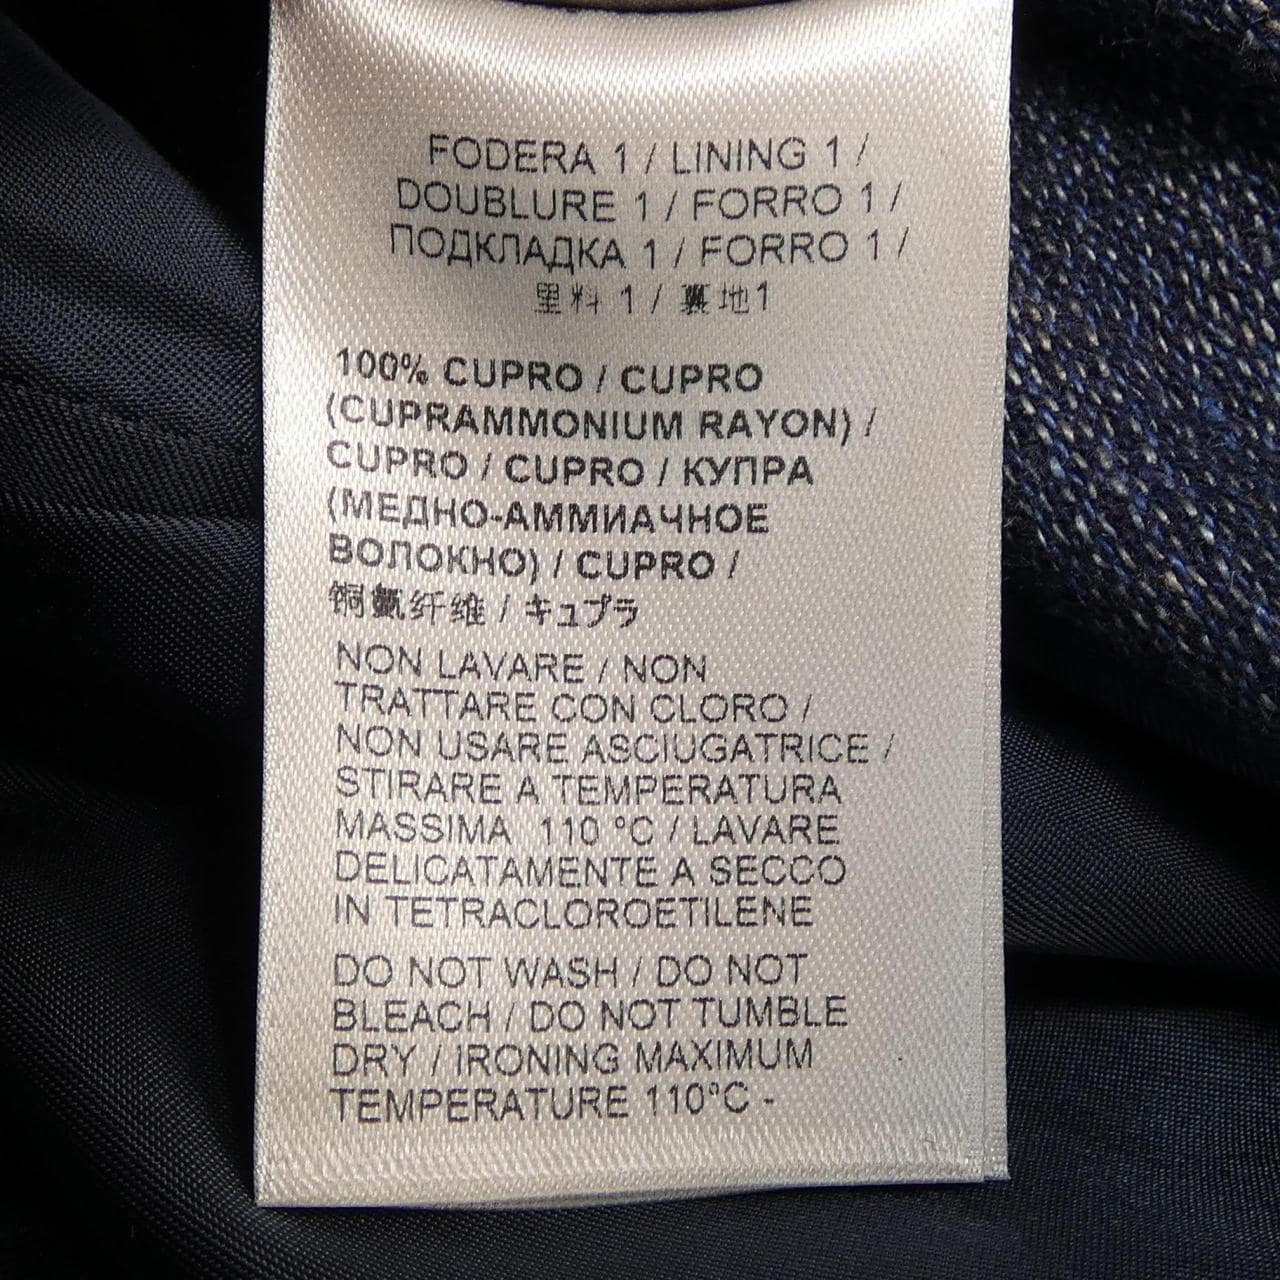 FODERA 1 / LINING 1 /
DOUBLURE 1 / FORRO 1 /
ПОДКЛАДКА 1 / FORRO 1 /
里料 1 / 裏地1
100% CUPRO / CUPRO
(CUPRAMMONIUM RAYON) /
CUPRO / CUPRO / КУПРА
(МЕДНО-АММИАЧНОЕ
ВОЛОКНО) / CUPRO /
铜氨纤维 / キュプラ
NON LAVARE / NON
TRATTARE CON CLORO /
NON USARE ASCIUGATRICE /
STIRARE A TEMPERATURA
MASSIMA 110 °C / LAVARE
DELICATAMENTE A SECCO
IN TETRACLOROETILENE
DO NOT WASH / DO NOT
BLEACH / DO NOT TUMBLE
DRY / IRONING MAXIMUM
TEMPERATURE 110°C -